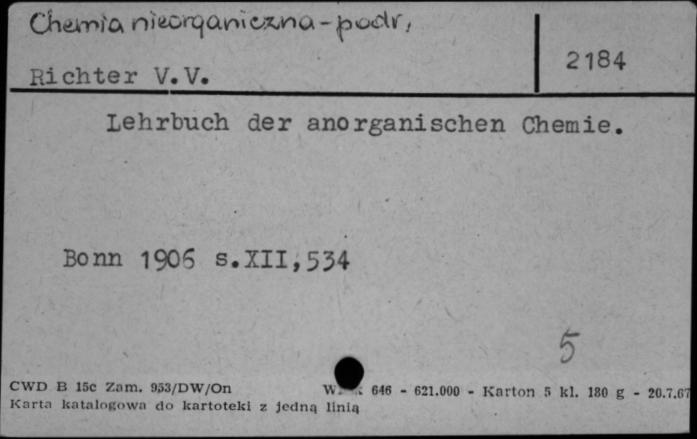 Chemia nieorganiczna - podr,
2184
Richter V.V.
Lehrbuch der anorganischen Chemie.
Bonn 1906 s.XII,534
5
CWD B 15c Zam. 953/DW/On 646 - 621.000 - Karton 5 kl. 180 g - 20.7.67
Karta katalogowa do kartoteki z jedną linią